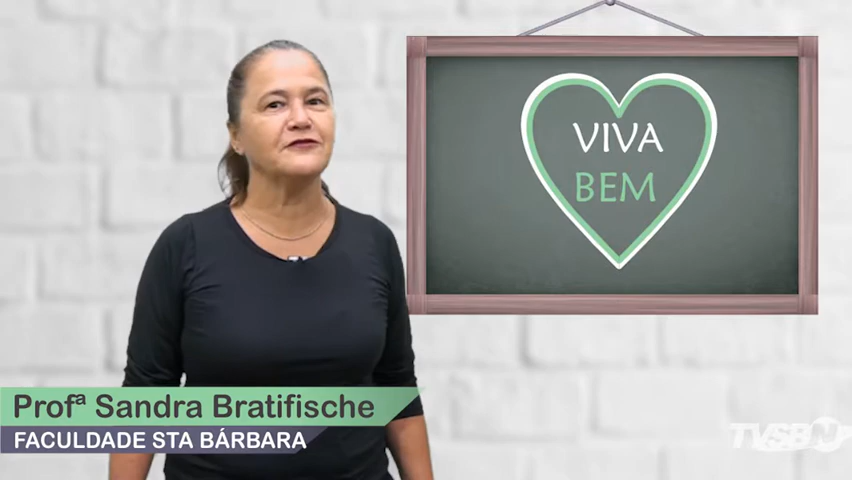 VIVA
BEM
Profª Sandra Bratifische
FACULDADE STA BÁRBARA
TVSBN